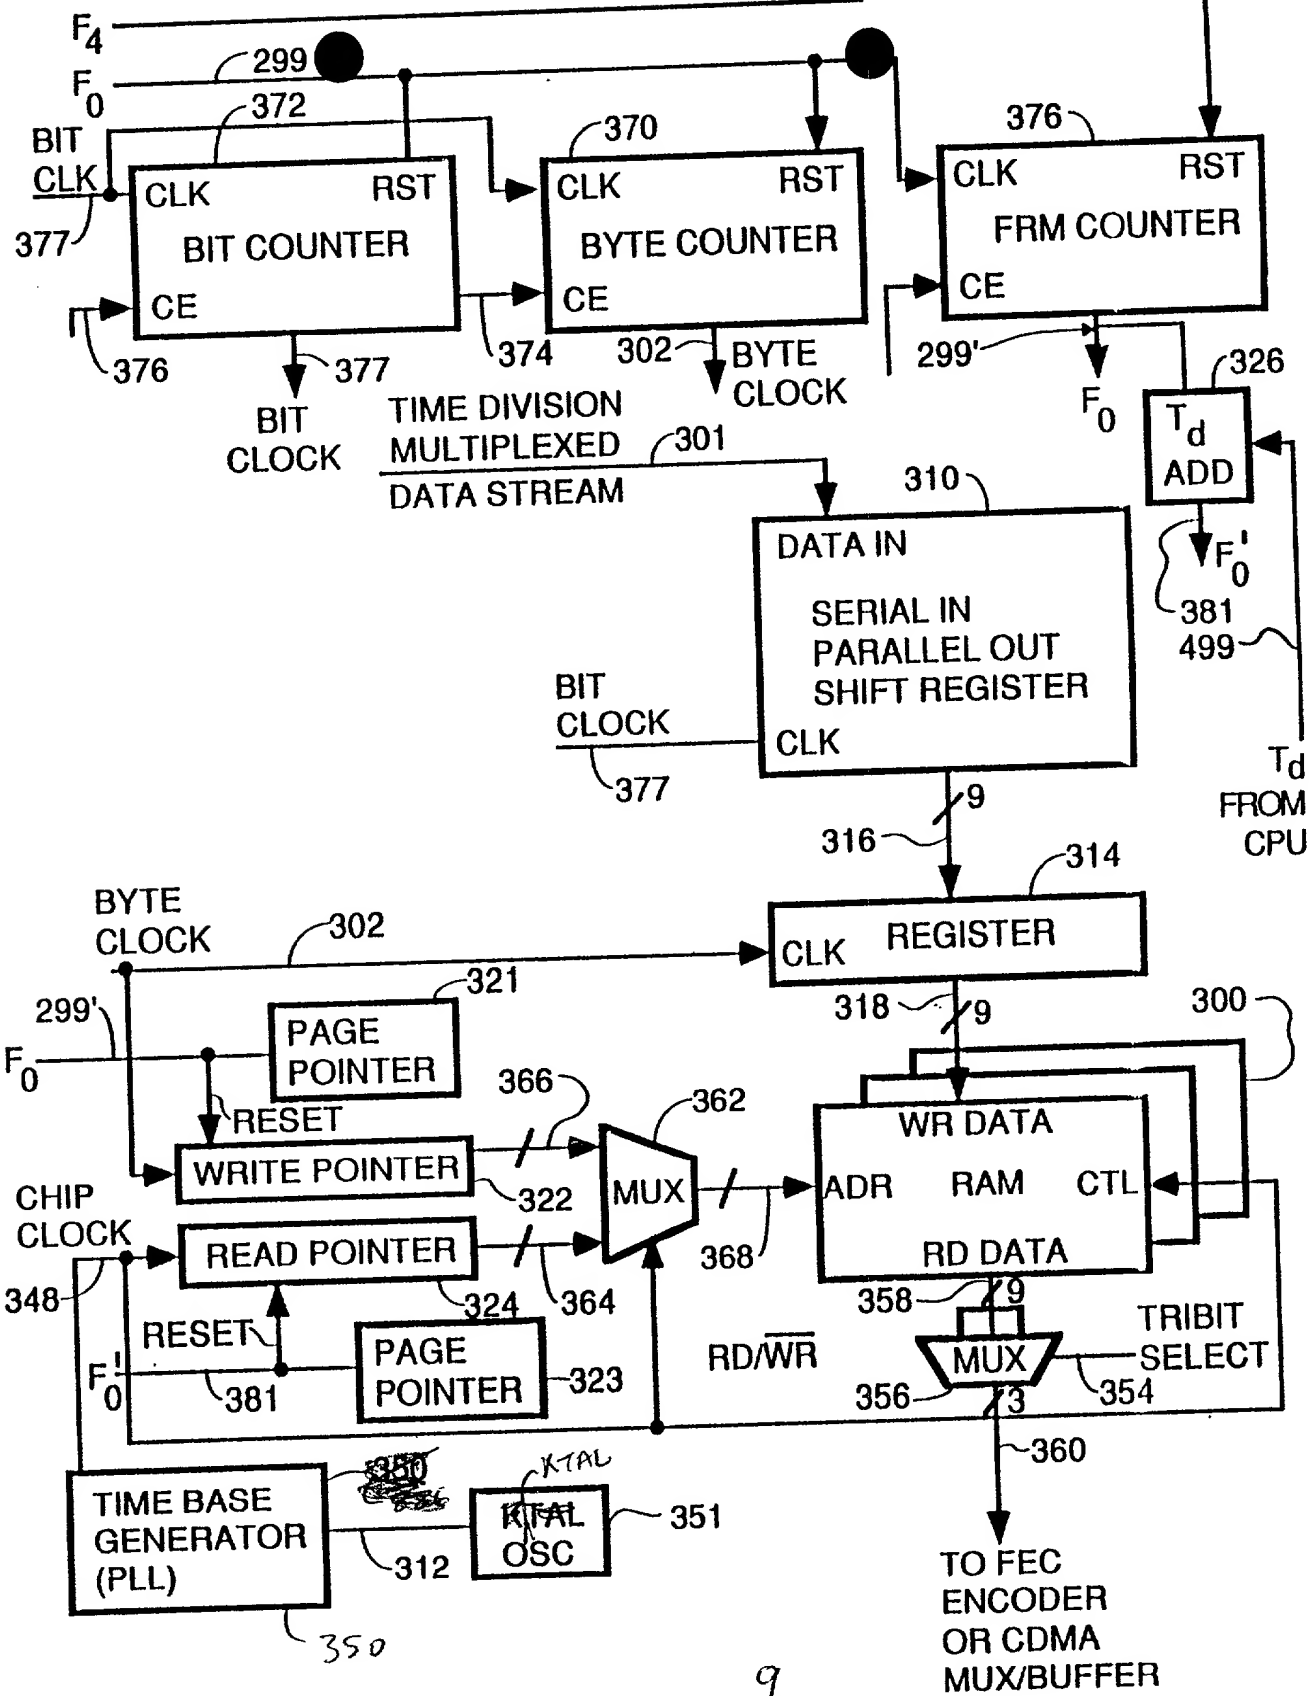 F4
F0
299
372
370
376
BIT
CLK
377
CLK
RST
BIT COUNTER
CE
376
CLK
RST
BYTE COUNTER
CE
CLK
RST
FRM COUNTER
CE
377
BIT
CLOCK
374
302
BYTE
CLOCK
299'
F0
326
Td
ADD
F0'
381
499
Td
FROM
CPU
TIME DIVISION
MULTIPLEXED
DATA STREAM
301
310
DATA IN
SERIAL IN
PARALLEL OUT
SHIFT REGISTER
CLK
BIT
CLOCK
377
9
316
314
BYTE
CLOCK
302
CLK
REGISTER
318
9
300
299'
F0
321
PAGE
POINTER
RESET
366
362
WRITE POINTER
322
MUX
CHIP
CLOCK
READ POINTER
348
324
364
368
WR DATA
ADR
RAM
CTL
RD DATA
358
9
RESET
F0'
381
PAGE
POINTER
323
RD/WR
MUX
TRIBIT
SELECT
356
354
3
360
TIME BASE
GENERATOR
(PLL)
350
312
XTAL
OSC
351
350
TO FEC
ENCODER
OR CDMA
MUX/BUFFER
9